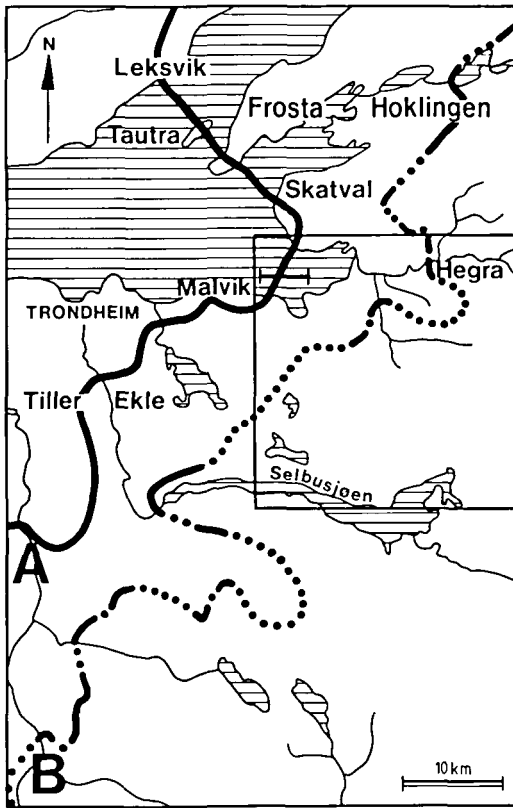 N
Leksvik
Frosta Hoklingen
Tautra
Skatval
Hegra
Malvik
TRONDHEIM
Tiller Ekle
Selbusjøen
A
B
10 km